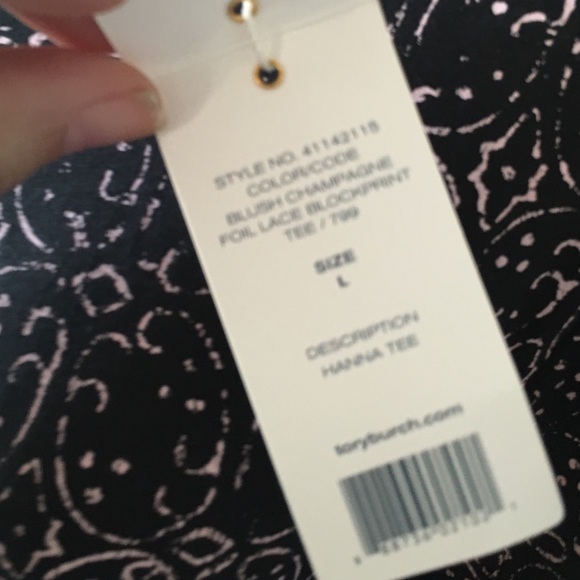 STYLE NO. 41142115
COLOR/CODE
BLUSH CHAMPAGNE
FOIL LACE BLOCKPRINT
TEE / 799
SIZE
L
DESCRIPTION
HANNA TEE
toryburch.com